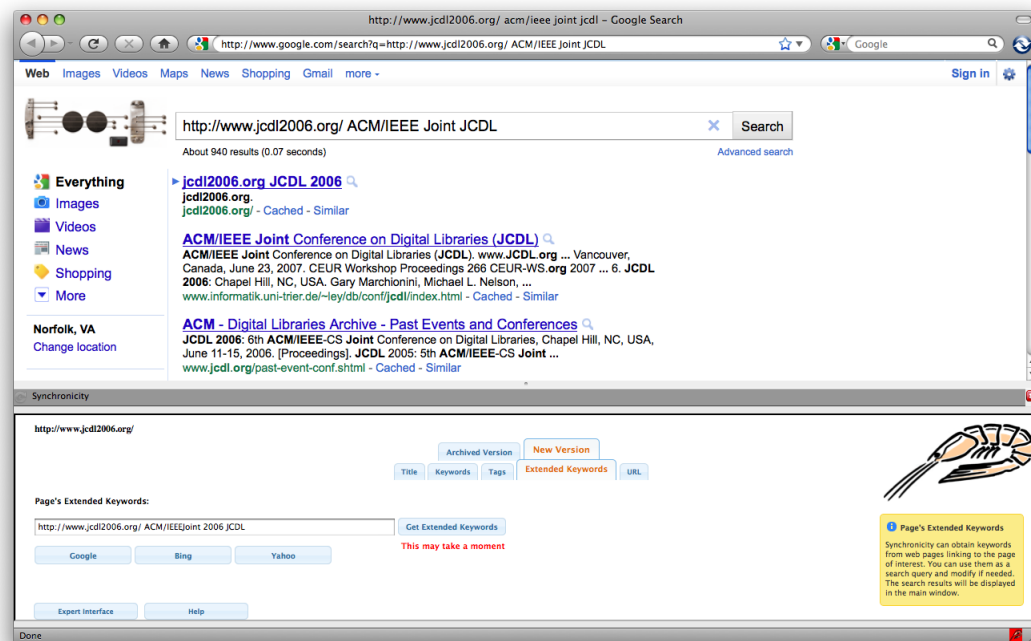 http://www.jcdl2006.org/ acm/ieee joint jcdl - Google Search
http://www.google.com/search?q=http://www.jcdl2006.org/ ACM/IEEE Joint JCDL
Google
Web Images Videos Maps News Shopping Gmail more
Sign in
http://www.jcdl2006.org/ ACM/IEEE Joint JCDL
Search
About 940 results (0.07 seconds)
Advanced search
Everything
Images
Videos
News
Shopping
More
Norfolk, VA
Change location
jcdl2006.org JCDL 2006
jcdl2006.org.
jcdl2006.org/ - Cached - Similar
ACM/IEEE Joint Conference on Digital Libraries (JCDL)
ACM/IEEE Joint Conference on Digital Libraries (JCDL). www.JCDL.org ... Vancouver,
Canada, June 23, 2007. CEUR Workshop Proceedings 266 CEUR-WS.org 2007 ... 6. JCDL
2006: Chapel Hill, NC, USA. Gary Marchionini, Michael L. Nelson, ...
www.informatik.uni-trier.de/~ley/db/conf/jcdl/index.html - Cached - Similar
ACM - Digital Libraries Archive - Past Events and Conferences
JCDL 2006: 6th ACM/IEEE-CS Joint Conference on Digital Libraries, Chapel Hill, NC, USA,
June 11-15, 2006. [Proceedings]. JCDL 2005: 5th ACM/IEEE-CS Joint ...
www.jcdl.org/past-event-conf.shtml - Cached - Similar
Synchronicity
http://www.jcdl2006.org/
Archived Version
New Version
Title
Keywords
Tags
Extended Keywords
URL
Page's Extended Keywords:
http://www.jcdl2006.org/ ACM/IEEEJoint 2006 JCDL
Get Extended Keywords
This may take a moment
Google
Bing
Yahoo
Expert Interface
Help
Page's Extended Keywords
Synchronicity can obtain keywords
from web pages linking to the page
of interest. You can use them as a
search query and modify if needed.
The search results will be displayed
in the main window.
Done